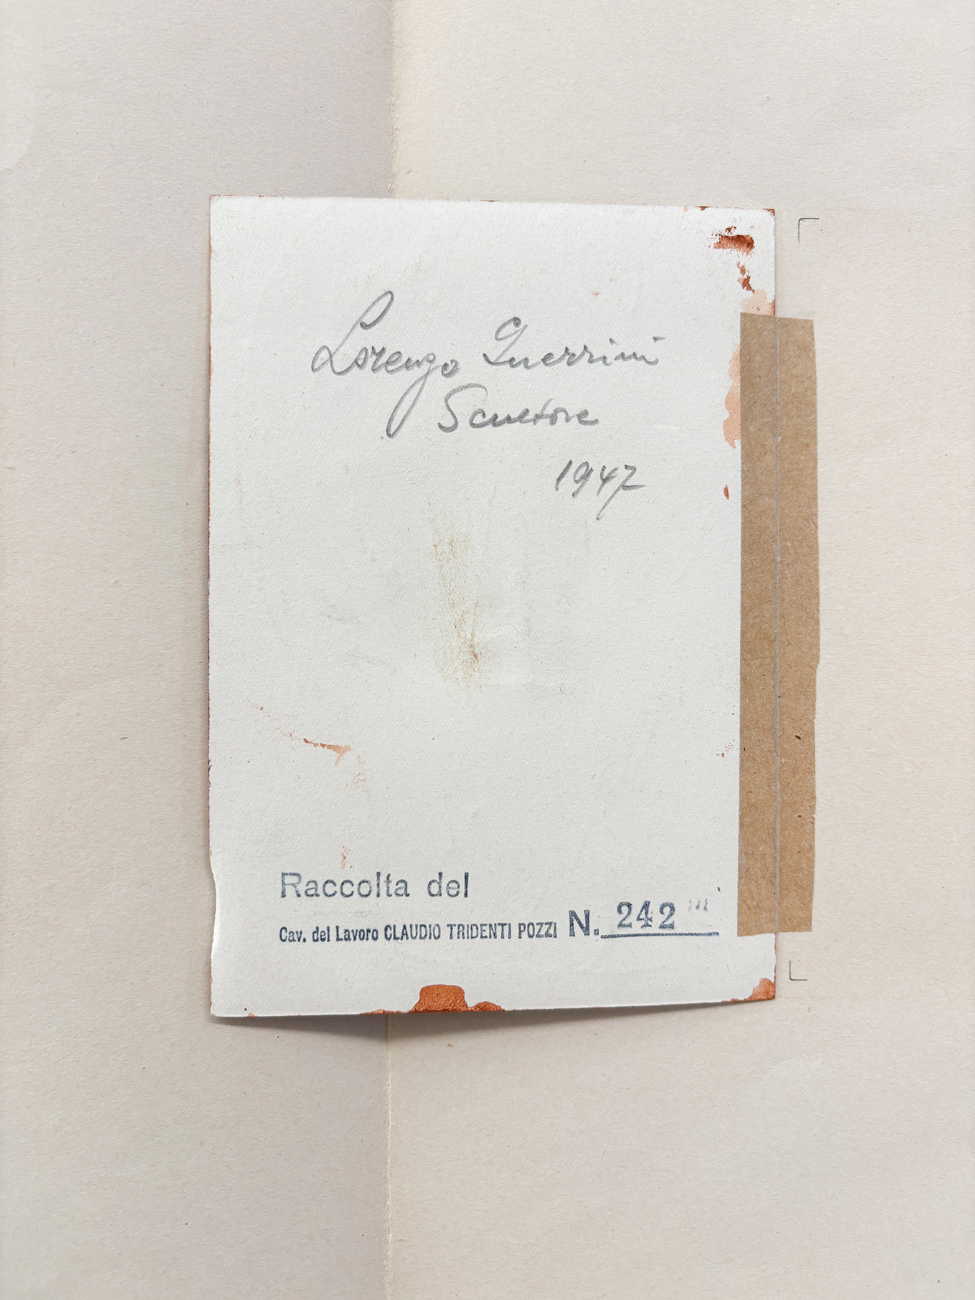 Lorenzo Guerrini
Scultore
1947
Raccolta del
Cav. del Lavoro CLAUDIO TRIDENTI POZZI N. 242